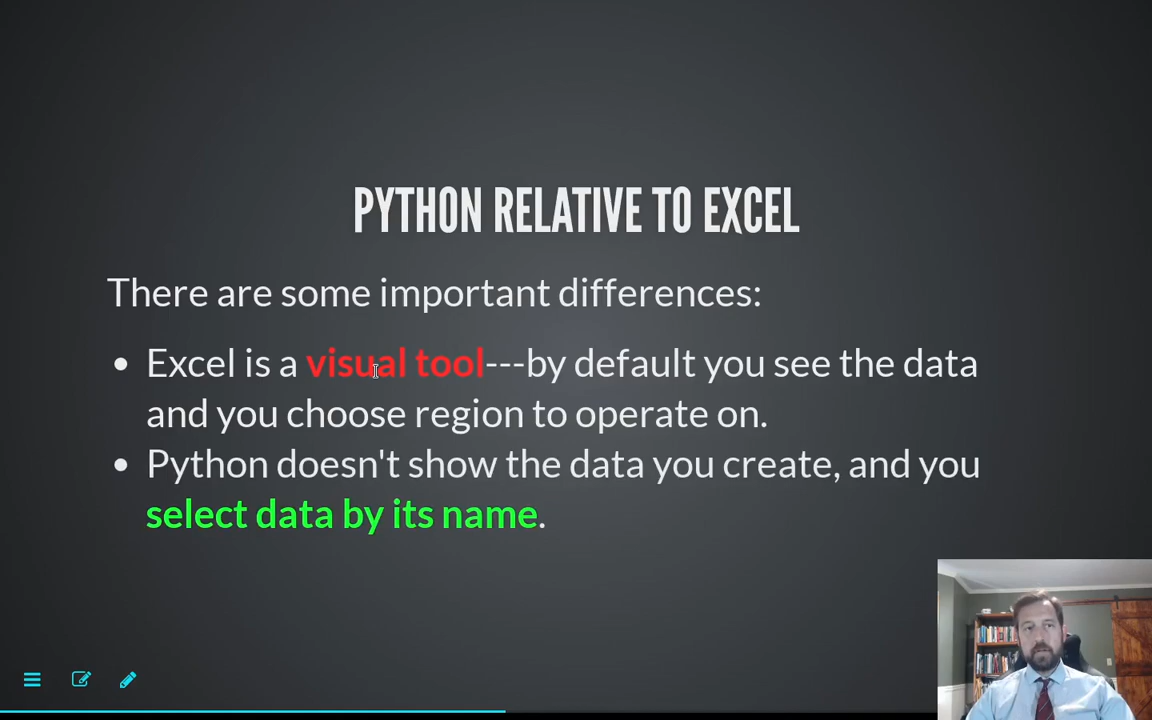 PYTHON RELATIVE TO EXCEL
There are some important differences:
• Excel is a visual tool---by default you see the data
and you choose region to operate on.
• Python doesn't show the data you create, and you
select data by its name.